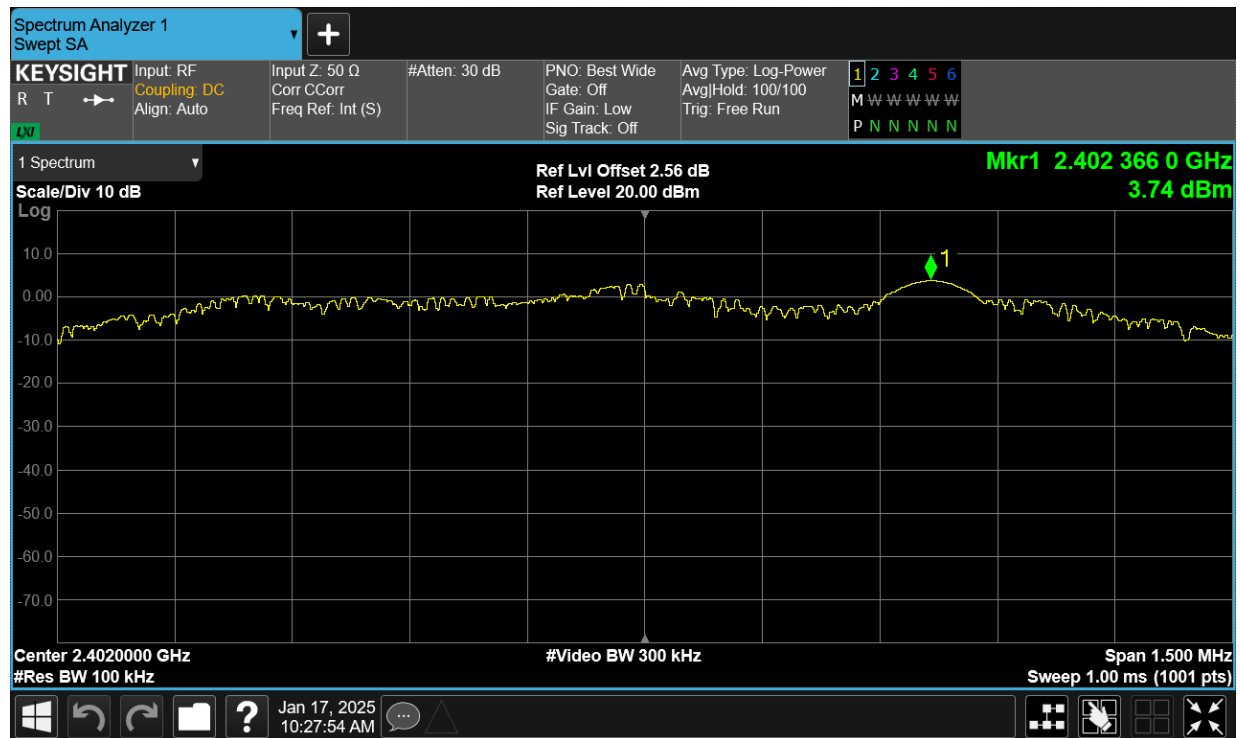 Spectrum Analyzer 1
Swept SA
KEYSIGHT
R T
LXI
Input: RF
Coupling: DC
Align: Auto
Input Z: 50 Ω
Corr CCorr
Freq Ref: Int (S)
#Atten: 30 dB
PNO: Best Wide
Gate: Off
IF Gain: Low
Sig Track: Off
Avg Type: Log-Power
Avg|Hold: 100/100
Trig: Free Run
1 2 3 4 5 6
M W W W W W
P N N N N N
1 Spectrum
Scale/Div 10 dB
Log
Ref Lvl Offset 2.56 dB
Ref Level 20.00 dBm
Mkr1 2.402 366 0 GHz
3.74 dBm
1
10.0
0.00
-10.0
-20.0
-30.0
-40.0
-50.0
-60.0
-70.0
Center 2.4020000 GHz
#Res BW 100 kHz
#Video BW 300 kHz
Span 1.500 MHz
Sweep 1.00 ms (1001 pts)
?
Jan 17, 2025
10:27:54 AM